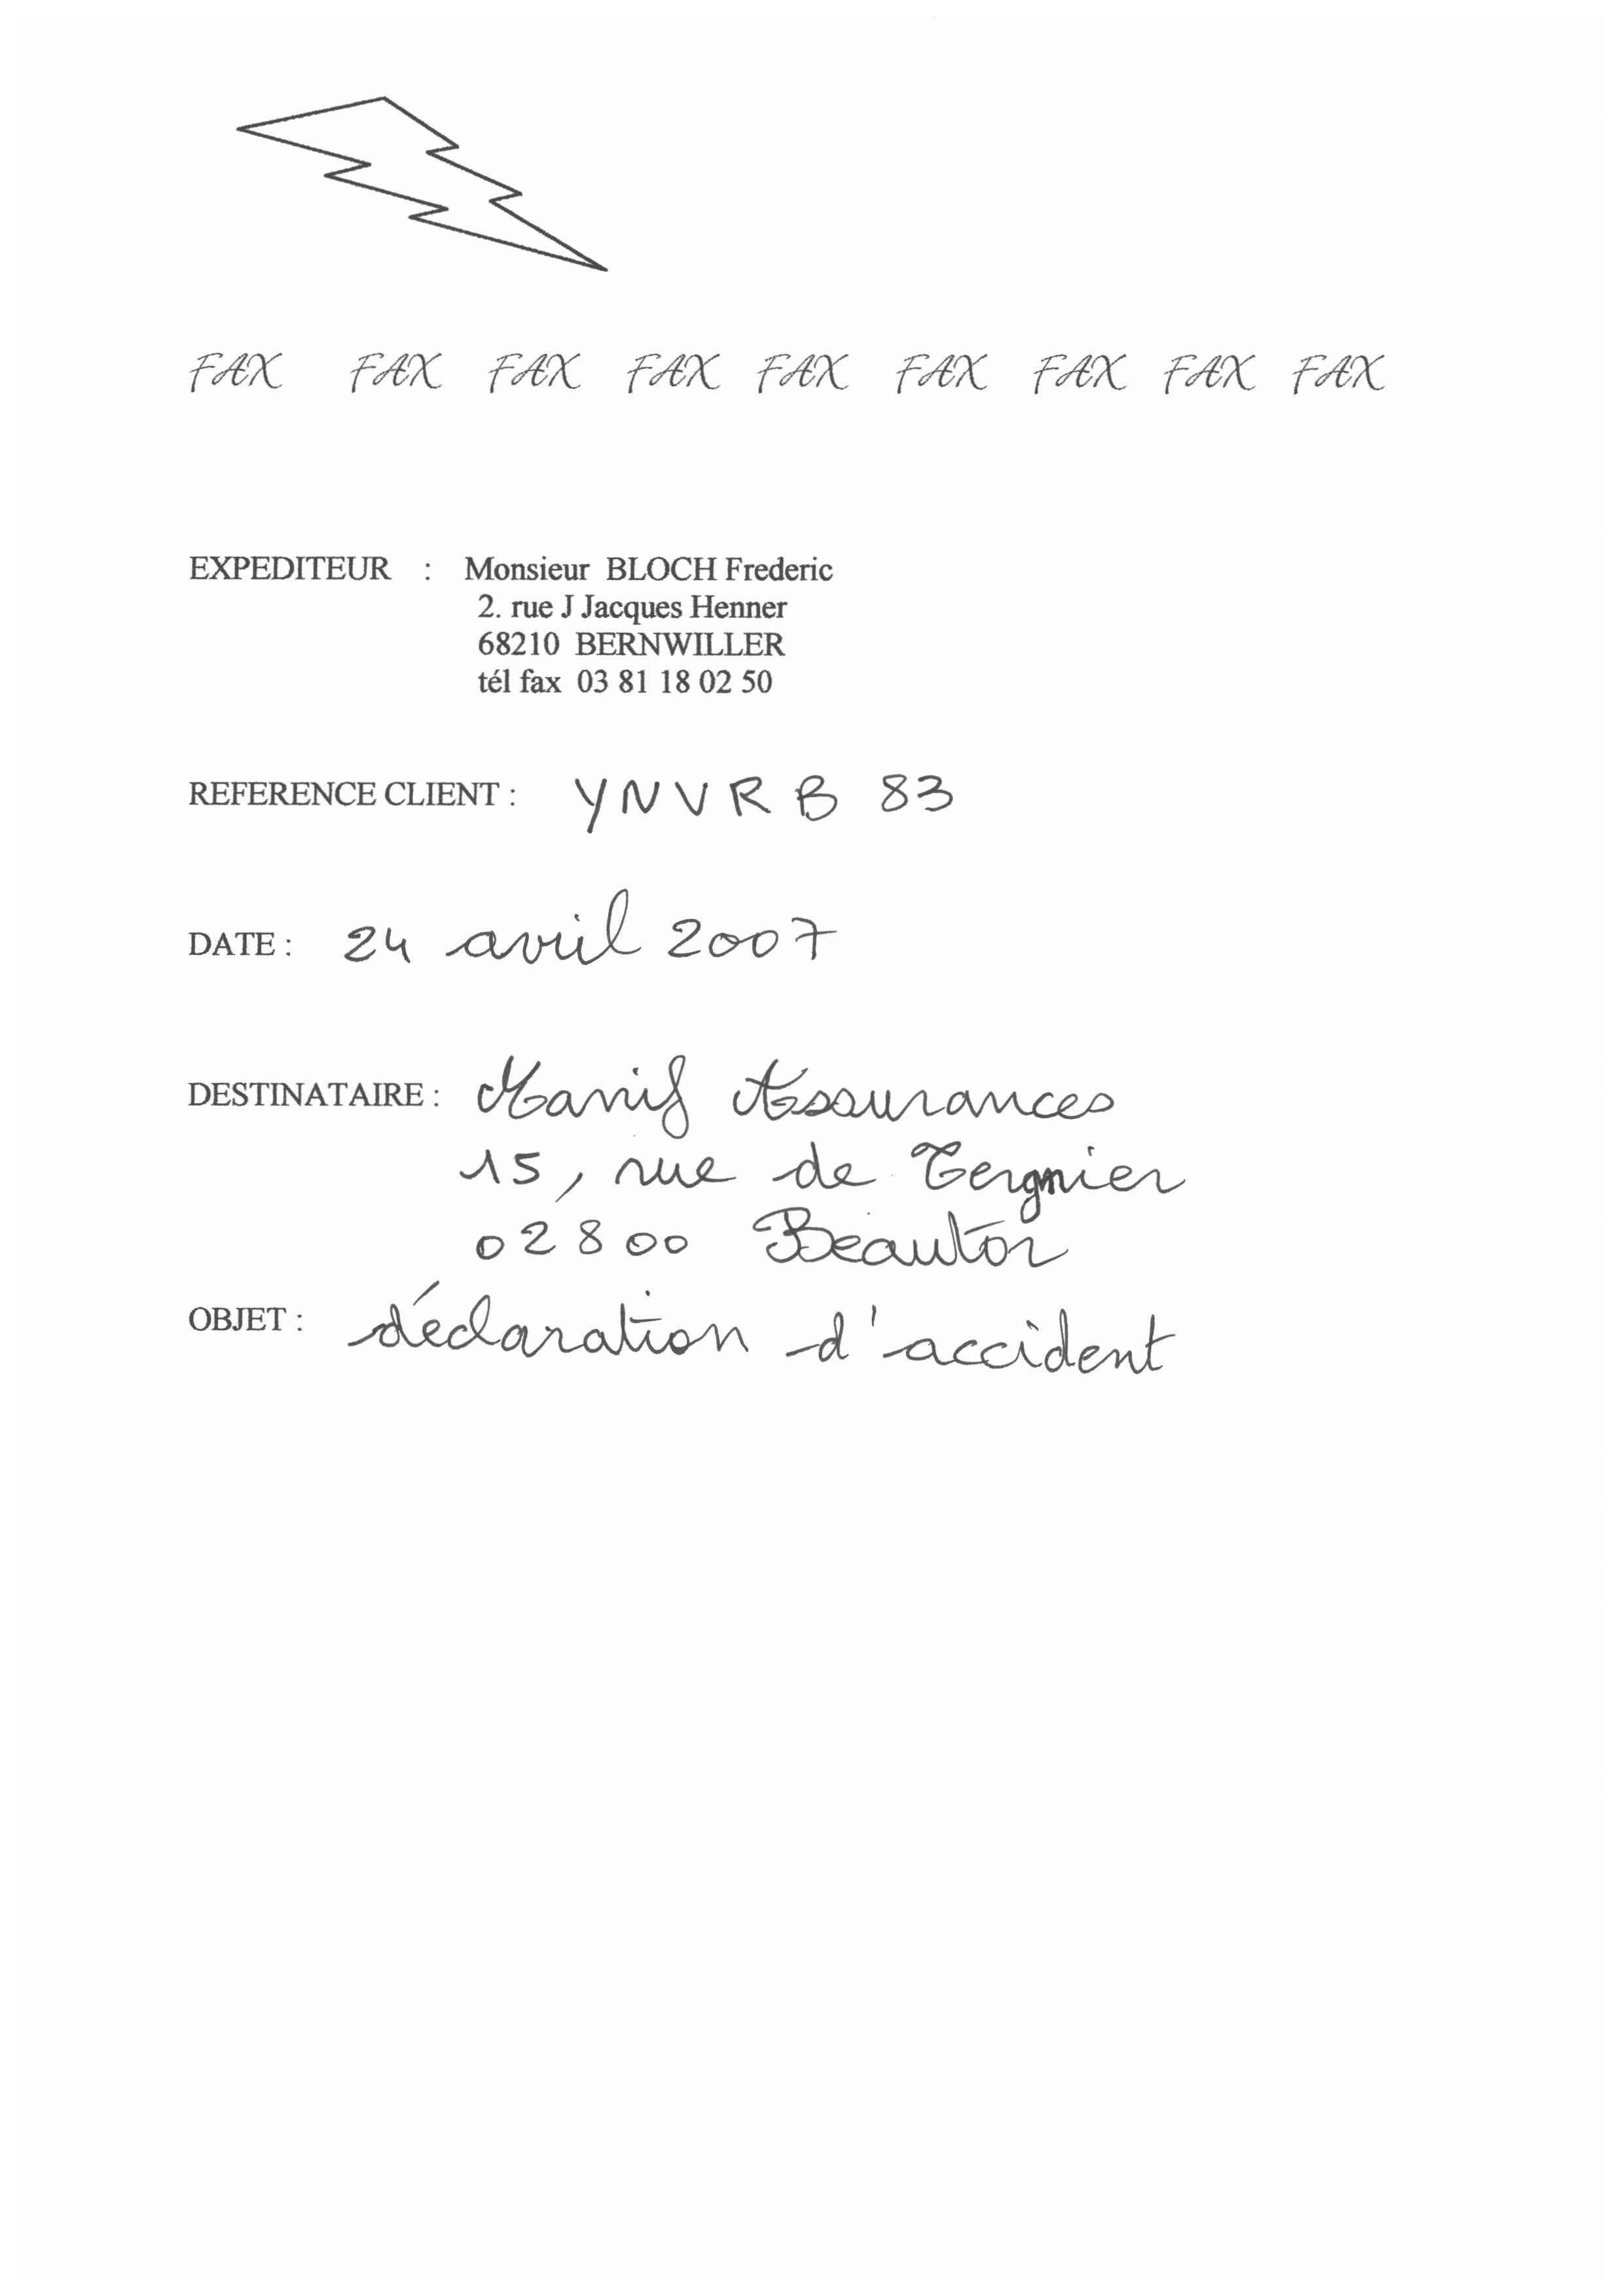 FAX FAX FAX FAX FAX FAX FAX FAX FAX
EXPEDITEUR : Monsieur BLOCH Frederic
2. rue J Jacques Henner
68210 BERNWILLER
tél fax 03 81 18 02 50
REFERENCE CLIENT : YNVRB 83
DATE : 24 avril 2007
DESTINATAIRE : Manif Assurances
15, rue de Tergnier
02800 Beautor
OBJET : déclaration d'accident